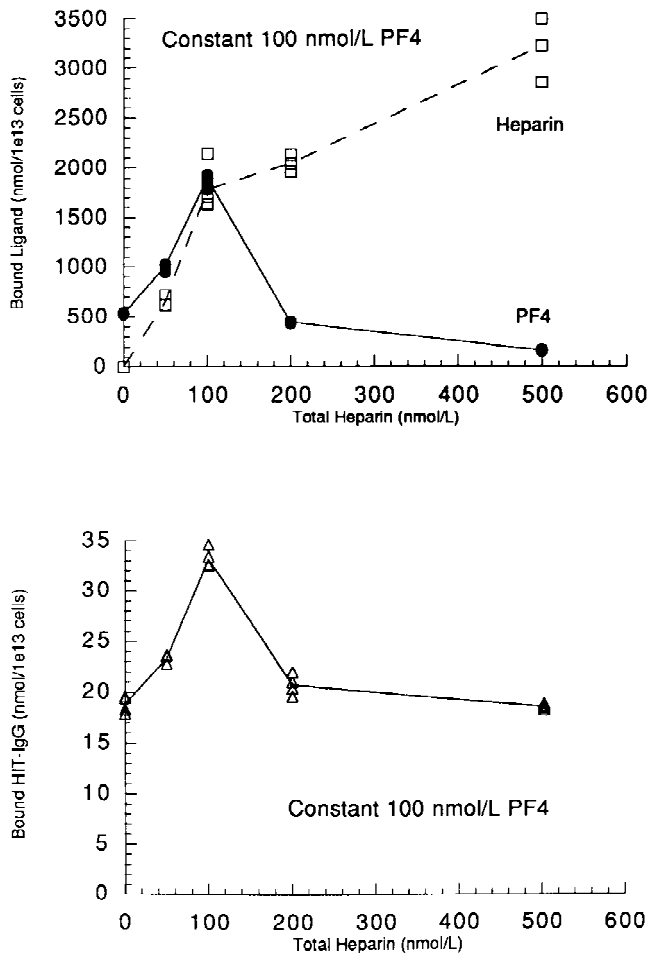 Constant 100 nmol/L PF4
Bound Ligand (nmol/1e13 cells)
3500
3000
2500
2000
1500
1000
500
0
Heparin
PF4
0 100 200 300 400 500 600
Total Heparin (nmol/L)
Bound HIT-IgG (nmol/1e13 cells)
35
30
25
20
15
10
5
0
Constant 100 nmol/L PF4
0 100 200 300 400 500 600
Total Heparin (nmol/L)